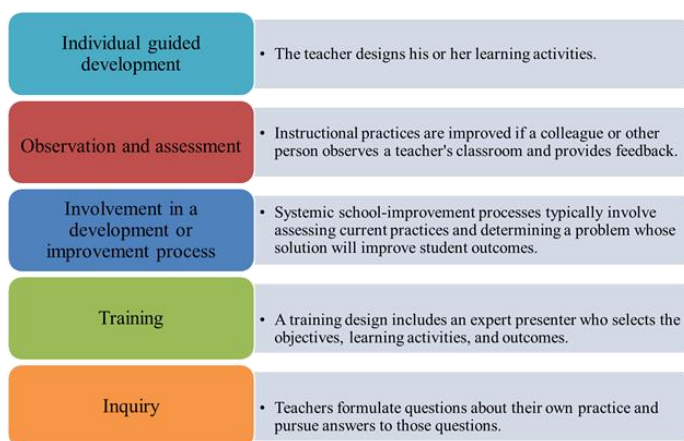 Individual guided
development
• The teacher designs his or her learning activities.
Observation and assessment
• Instructional practices are improved if a colleague or other
person observes a teacher's classroom and provides feedback.
Involvement in a
development or
improvement process
• Systemic school-improvement processes typically involve
assessing current practices and determining a problem whose
solution will improve student outcomes.
Training
• A training design includes an expert presenter who selects the
objectives, learning activities, and outcomes.
Inquiry
• Teachers formulate questions about their own practice and
pursue answers to those questions.